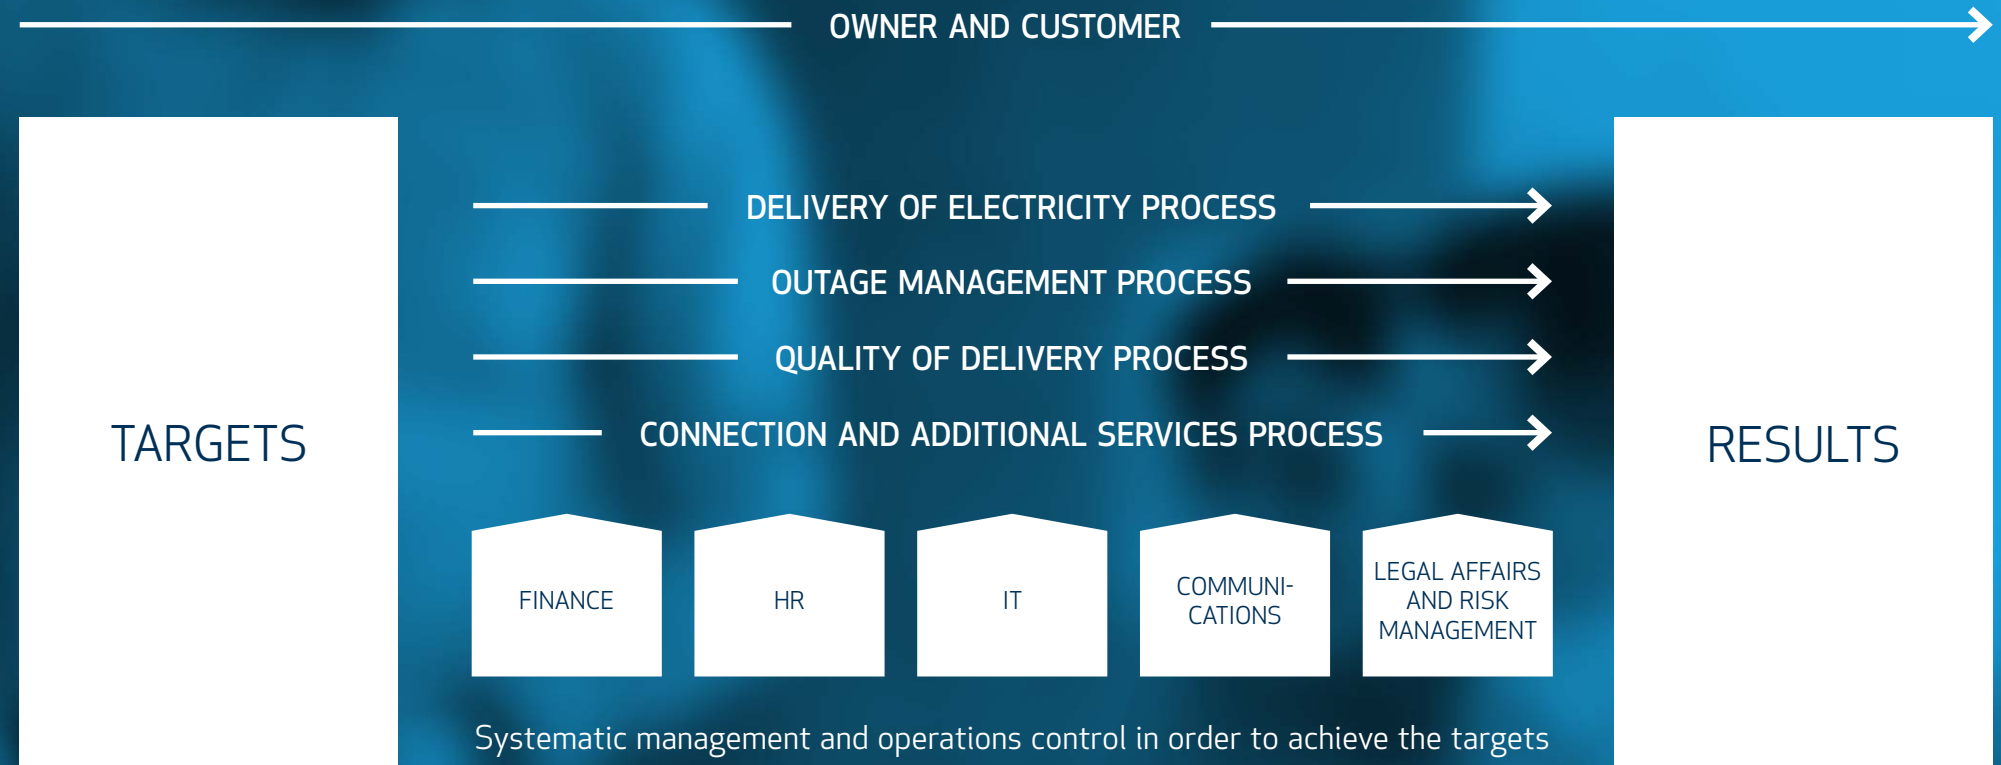 OWNER AND CUSTOMER
DELIVERY OF ELECTRICITY PROCESS
OUTAGE MANAGEMENT PROCESS
QUALITY OF DELIVERY PROCESS
CONNECTION AND ADDITIONAL SERVICES PROCESS
TARGETS
RESULTS
FINANCE
HR
IT
COMMUNI-
CATIONS
LEGAL AFFAIRS
AND RISK
MANAGEMENT
Systematic management and operations control in order to achieve the targets